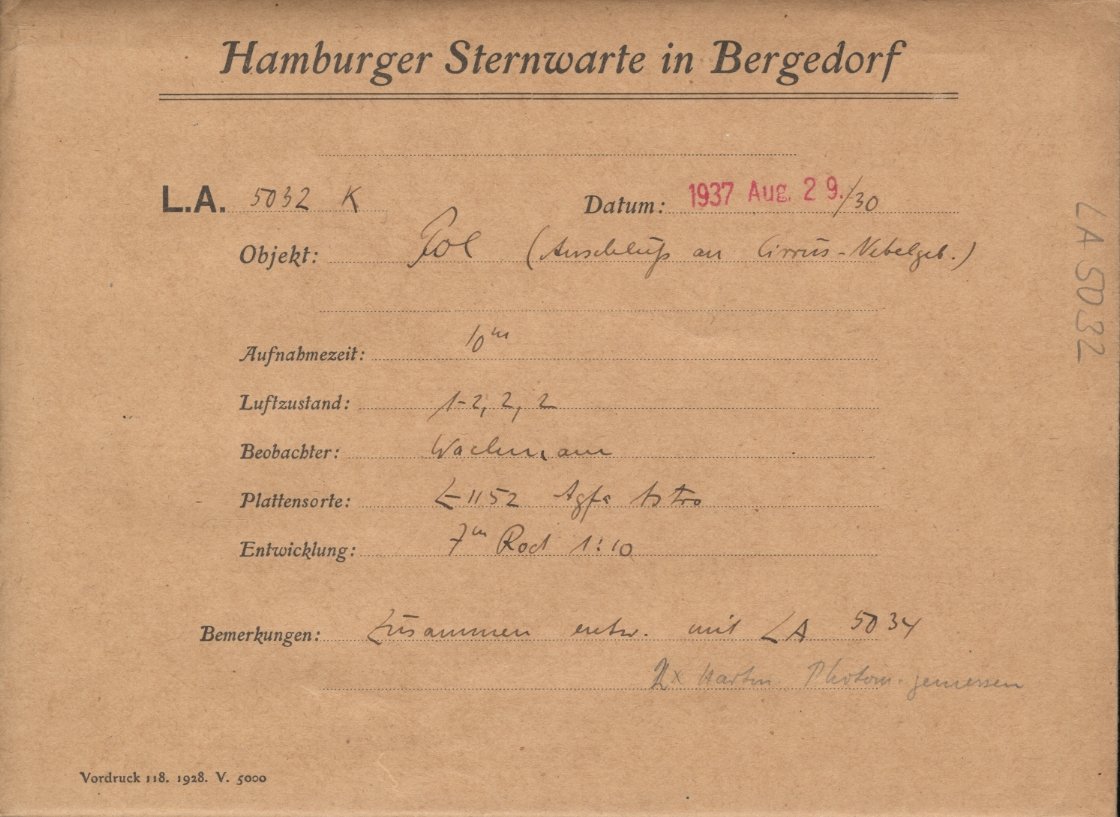 Hamburger Sternwarte in Bergedorf
L.A. 5032 K Datum: 1937 Aug. 29./30
Objekt: Pol (Anschluß an Cirrus-Nebelgeb.)
Aufnahmezeit: 10m
Luftzustand: 1-2, 2, 2
Beobachter: Wachmann
Plattensorte: 1152 Agfa Astro
Entwicklung: 7m Rod 1:10
Bemerkungen: Zusammen entw. mit LA 5034
Hartm. Photom. gemessen
Vordruck 118. 1928. V. 5000
LA 5032